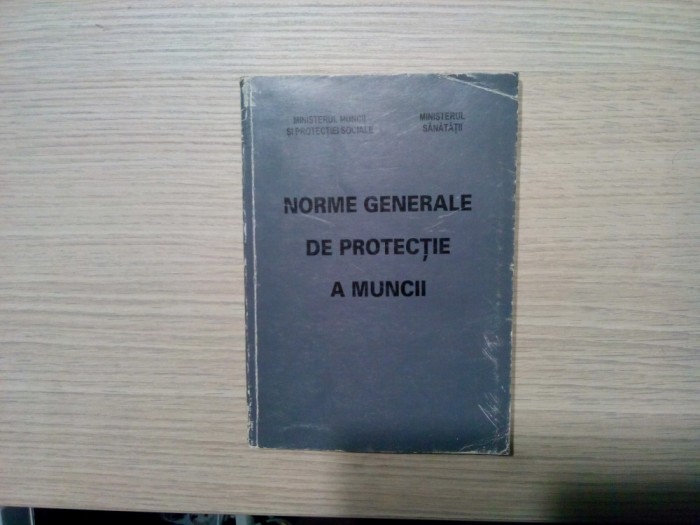 MINISTERUL MUNCII
ȘI PROTECȚIEI SOCIALE
MINISTERUL
SĂNĂTĂȚII
NORME GENERALE
DE PROTECȚIE
A MUNCII